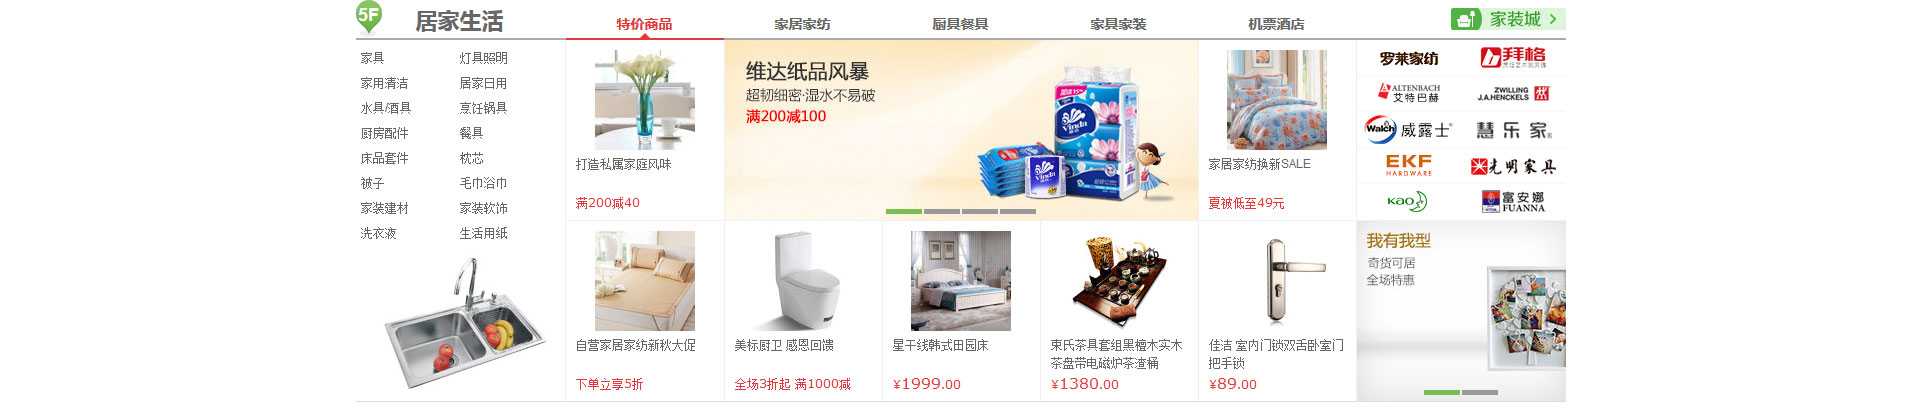 5F 居家生活 特价商品 家居家纺 厨具餐具 家具家装 机票酒店 家装城 >
家具 灯具照明
家用清洁 居家日用
水具/酒具 烹饪锅具
厨房配件 餐具
床品套件 枕芯
被子 毛巾浴巾
家装建材 家装软饰
洗衣液 生活用纸
打造私属家庭风味
满200减40
维达纸品风暴
超韧细密·湿水不易破
满200减100
Vinda
Vinda
家居家纺换新SALE
夏被低至49元
罗莱家纺 拜格
ALTENBACH 艾特巴赫
ZWILLING J.A.HENCKELS
Walch 威露士 慧乐家
EKF HARDWARE 光明家具
KAO 富安娜 FUANNA
自营家居家纺新秋大促
下单立享5折
美标厨卫 感恩回馈
全场3折起 满1000减
星干线韩式田园床
¥1999.00
束氏茶具套组黑檀木实木
茶盘带电磁炉茶渣桶
¥1380.00
佳洁 室内门锁双舌卧室门
把手锁
¥89.00
我有我型
奇货可居
全场特惠